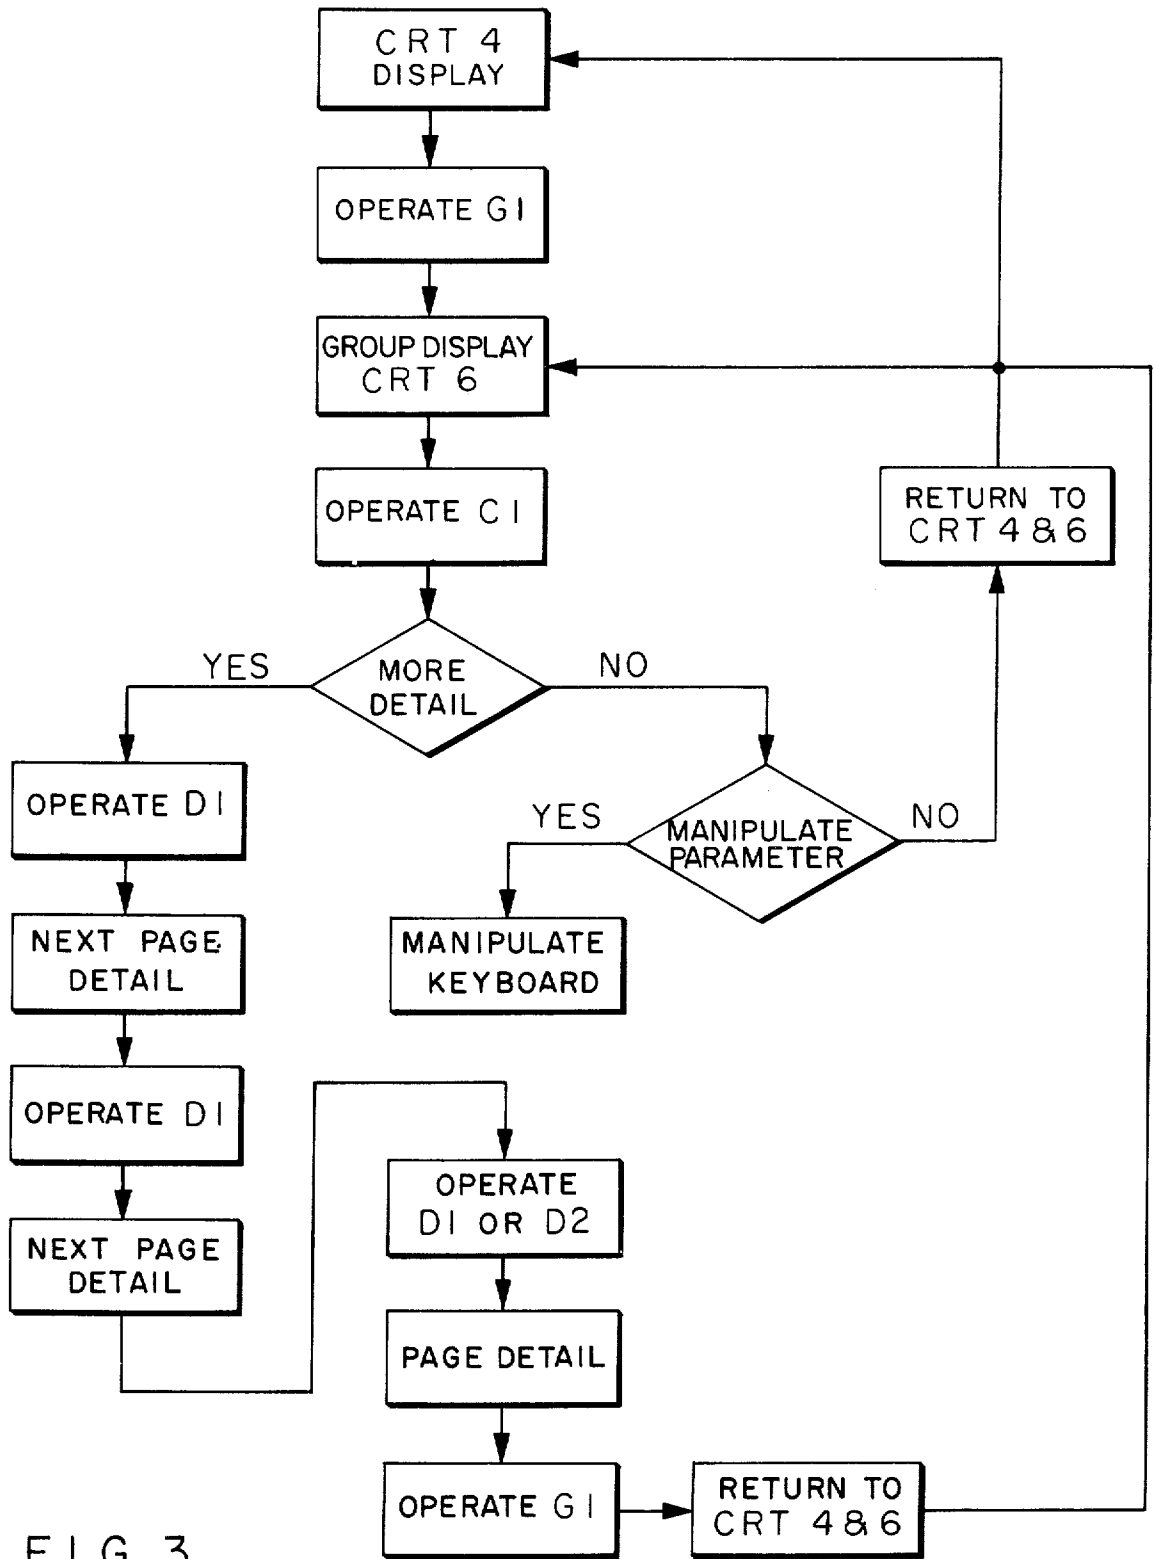 CRT 4
DISPLAY
OPERATE G1
GROUP DISPLAY
CRT 6
OPERATE C1
RETURN TO
CRT 4 & 6
YES
MORE
DETAIL
NO
OPERATE D1
YES
MANIPULATE
PARAMETER
NO
NEXT PAGE
DETAIL
MANIPULATE
KEYBOARD
OPERATE D1
NEXT PAGE
DETAIL
OPERATE
D1 OR D2
PAGE DETAIL
OPERATE G1
RETURN TO
CRT 4 & 6
FIG 3